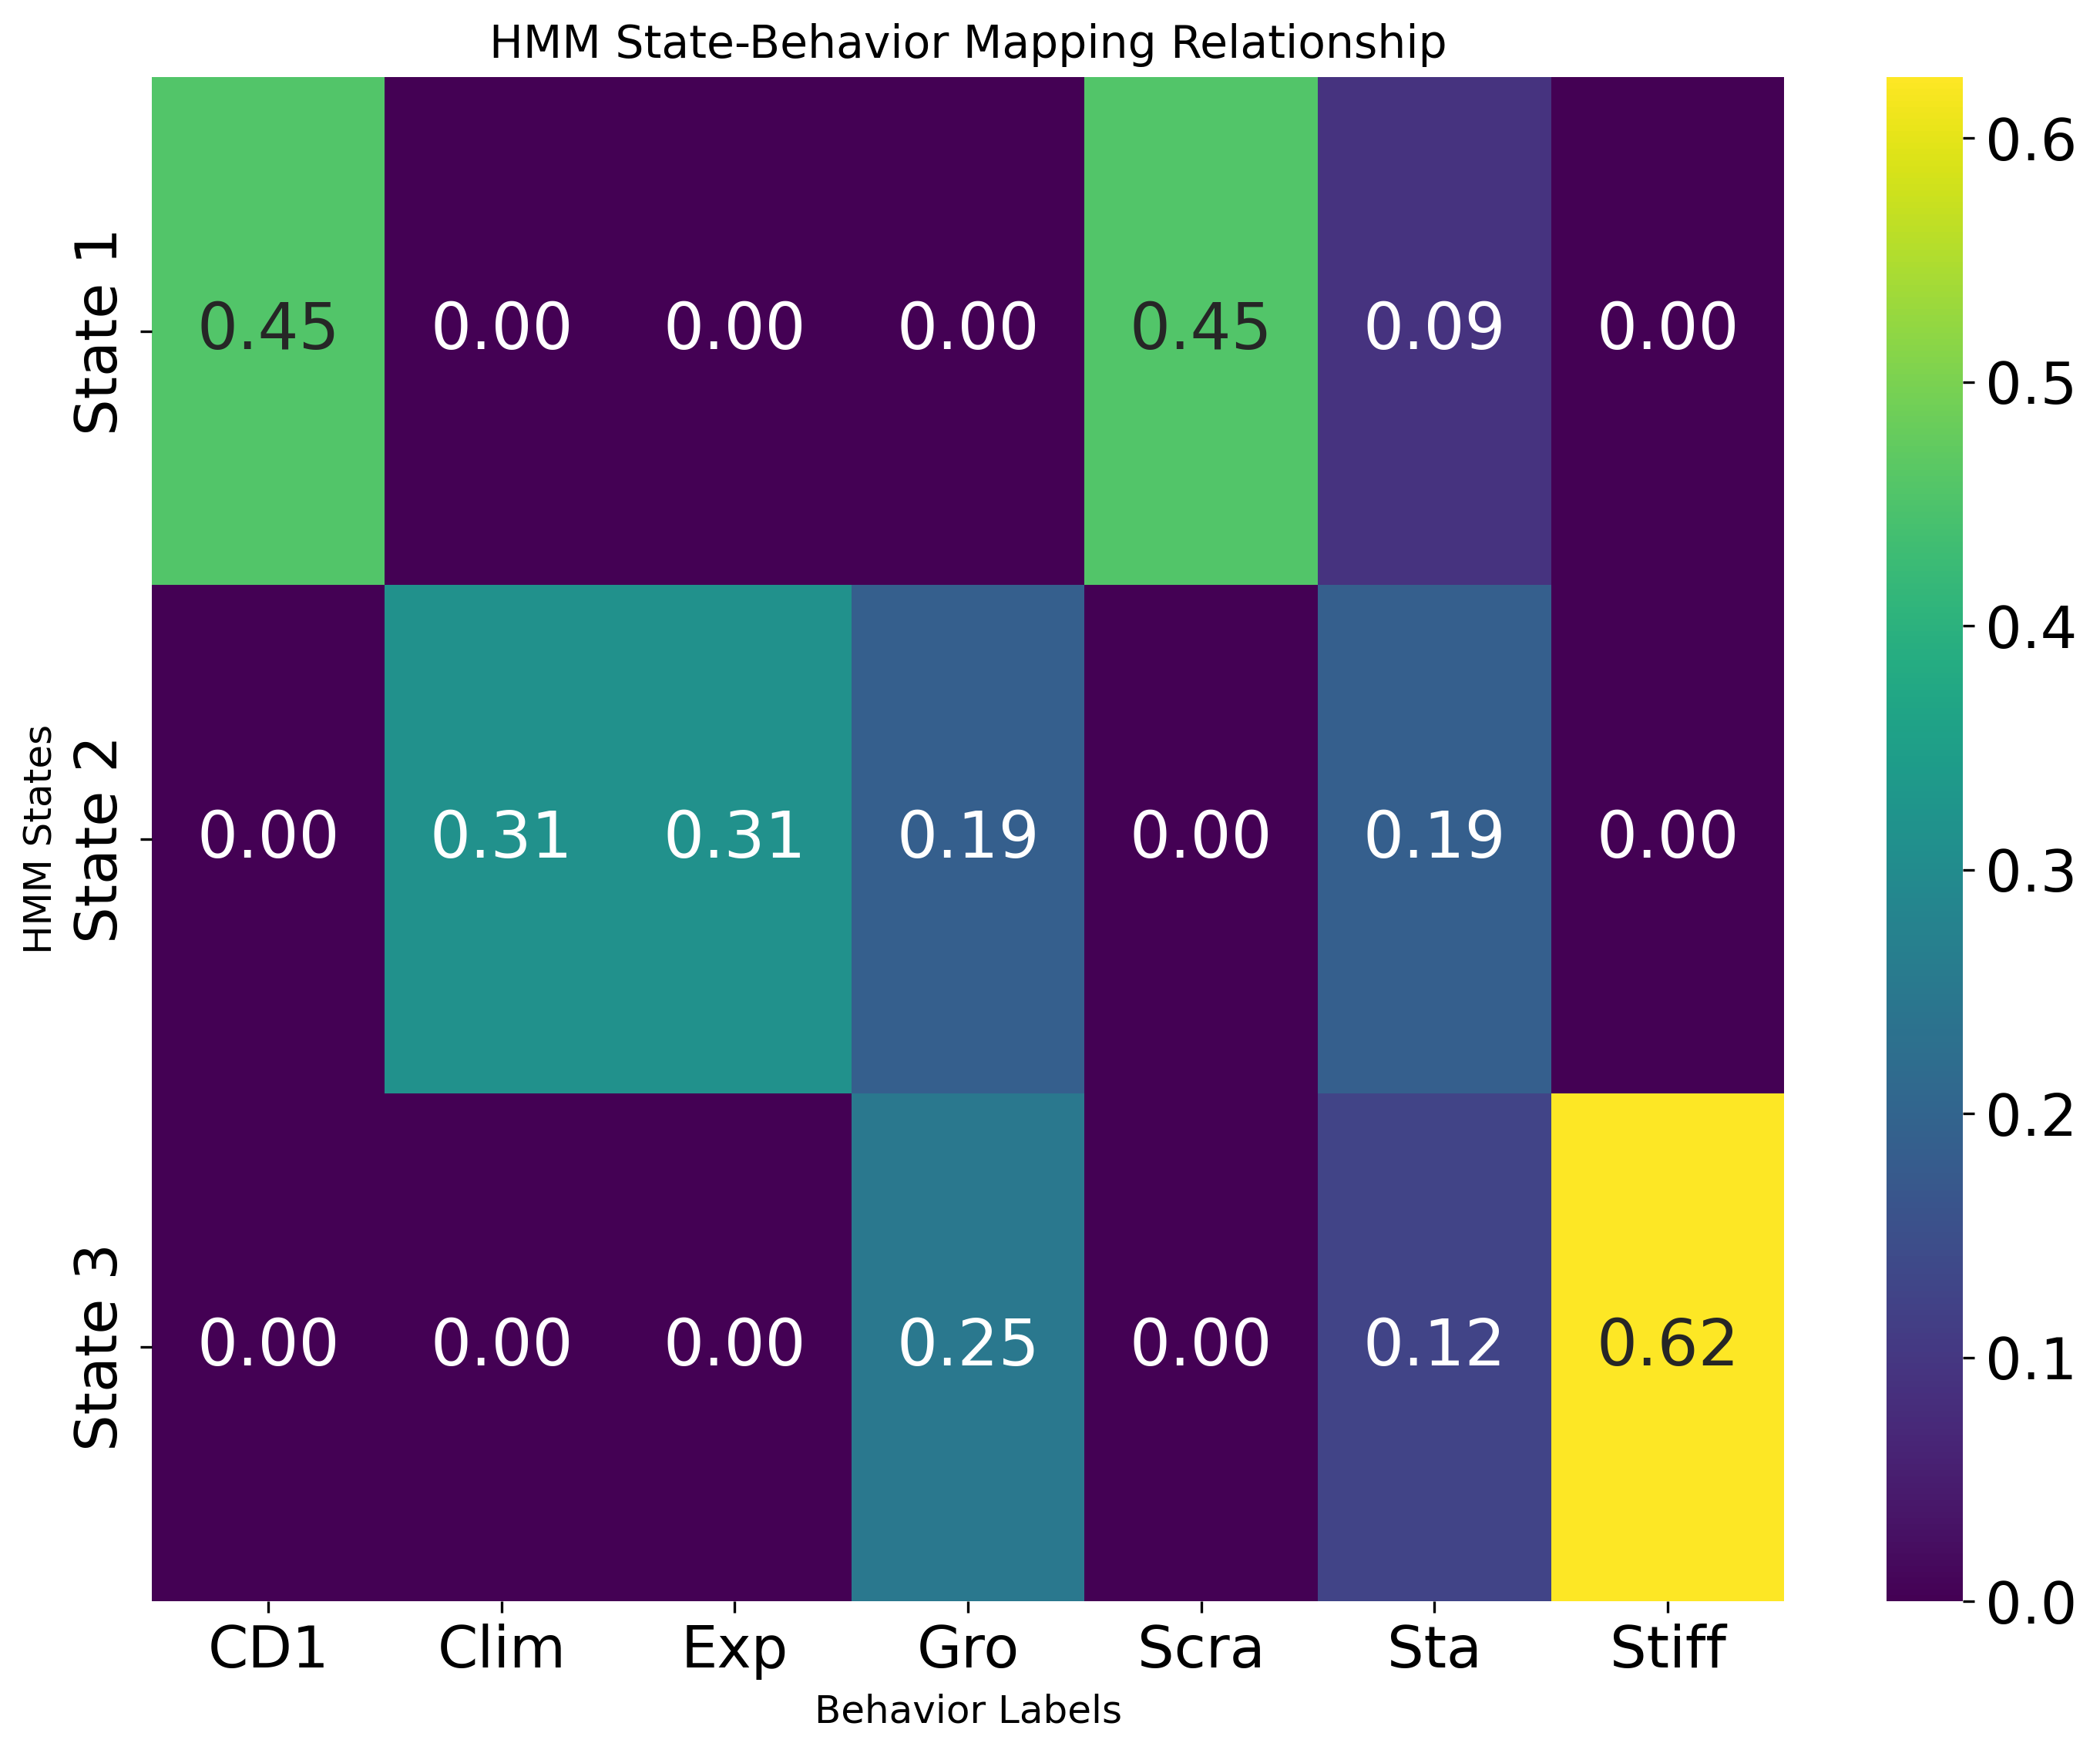 HMM State-Behavior Mapping Relationship
HMM States
State 1
0.45 0.00 0.00 0.00 0.45 0.09 0.00
State 2
0.00 0.31 0.31 0.19 0.00 0.19 0.00
State 3
0.00 0.00 0.00 0.25 0.00 0.12 0.62
CD1 Clim Exp Gro Scra Sta Stiff
Behavior Labels
0.6
0.5
0.4
0.3
0.2
0.1
0.0